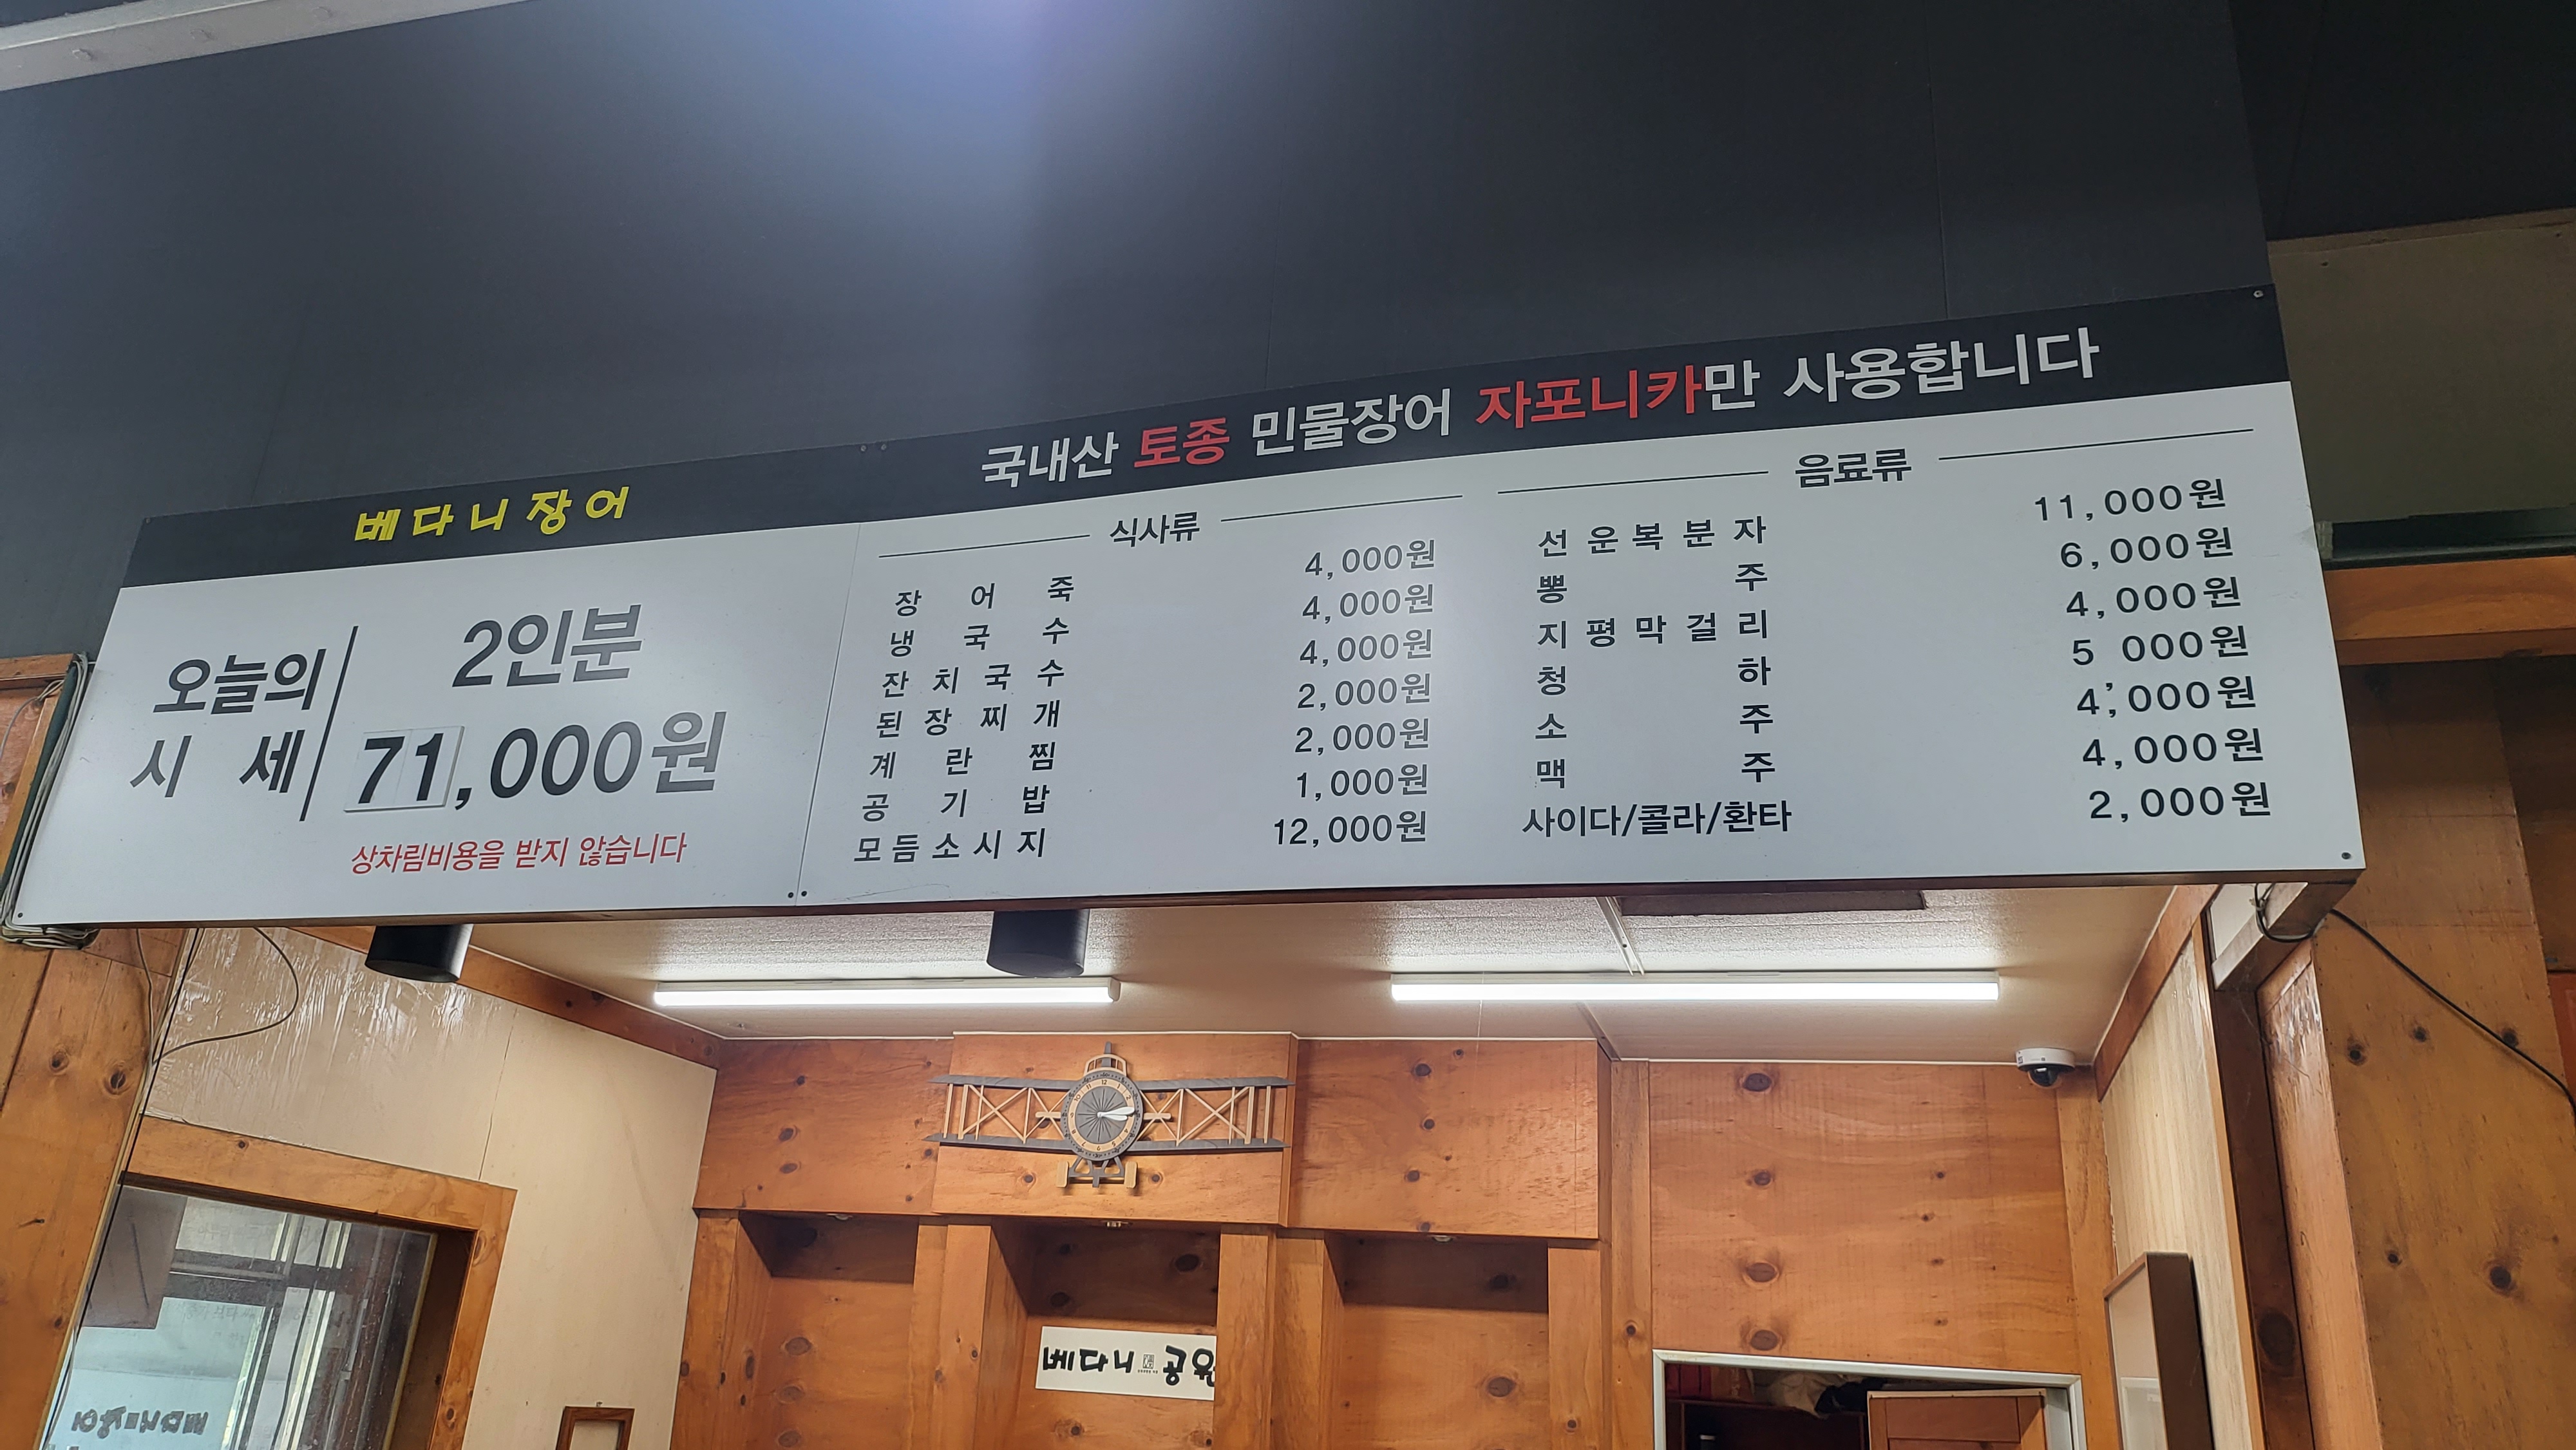 베다니장어
오늘의 시세
2인분
71,000원
상차림비용을 받지 않습니다
국내산 토종 민물장어 자포니카만 사용합니다
식사류
장어죽 4,000원
냉국수 4,000원
잔치국수 4,000원
된장찌개 2,000원
계란찜 2,000원
공기밥 1,000원
모듬소시지 12,000원
음료류
선운복분자 11,000원
뽕주 6,000원
지평막걸리 4,000원
청하 5,000원
소주 4,000원
맥주 4,000원
사이다/콜라/환타 2,000원
베다니 공원
베다니장어